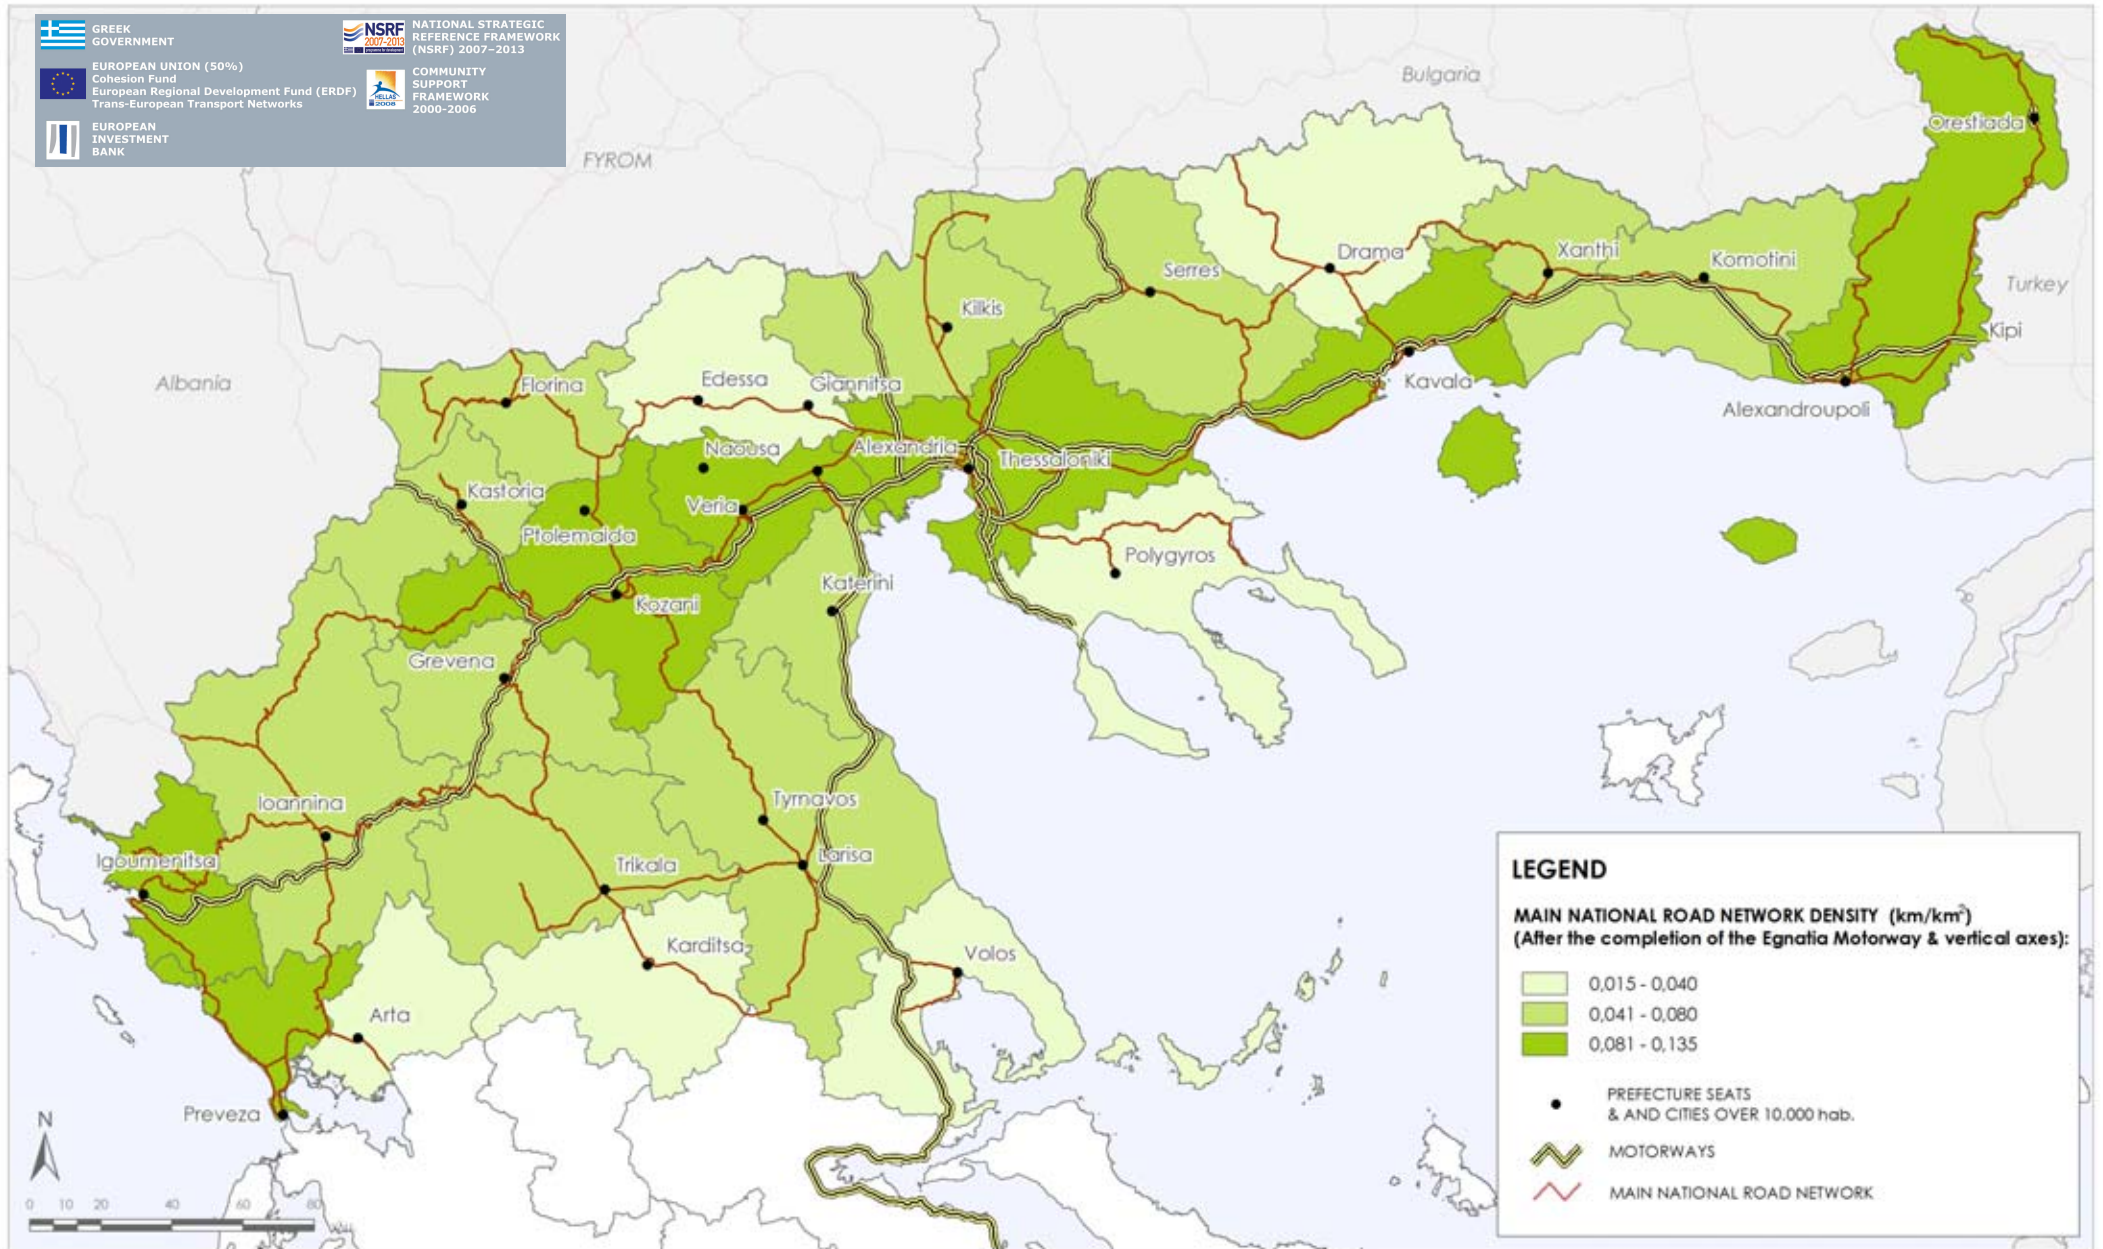 GREEK
GOVERNMENT
NSRF
2007-2013
NATIONAL STRATEGIC
REFERENCE FRAMEWORK
(NSRF) 2007–2013
EUROPEAN UNION (50%)
Cohesion Fund
European Regional Development Fund (ERDF)
Trans-European Transport Networks
HELLAS
2008
COMMUNITY
SUPPORT
FRAMEWORK
2000-2006
EUROPEAN
INVESTMENT
BANK
Bulgaria
FYROM
Orestiada
Drama
Xanthi
Komotini
Serres
Turkey
Kilkis
Kipi
Albania
Florina
Edessa
Giannitsa
Kavala
Alexandroupoli
Naousa
Alexandria
Thessaloniki
Kastoria
Veria
Ptolemaida
Polygyros
Katerini
Kozani
Grevena
Ioannina
Tyrnavos
Igoumenitsa
Trikala
Larisa
Karditsa
Volos
Arta
Preveza
N
0 10 20 40 60 80
LEGEND
MAIN NATIONAL ROAD NETWORK DENSITY (km/km²)
(After the completion of the Egnatia Motorway & vertical axes):
0,015 - 0,040
0,041 - 0,080
0,081 - 0,135
PREFECTURE SEATS
& AND CITIES OVER 10.000 hab.
MOTORWAYS
MAIN NATIONAL ROAD NETWORK